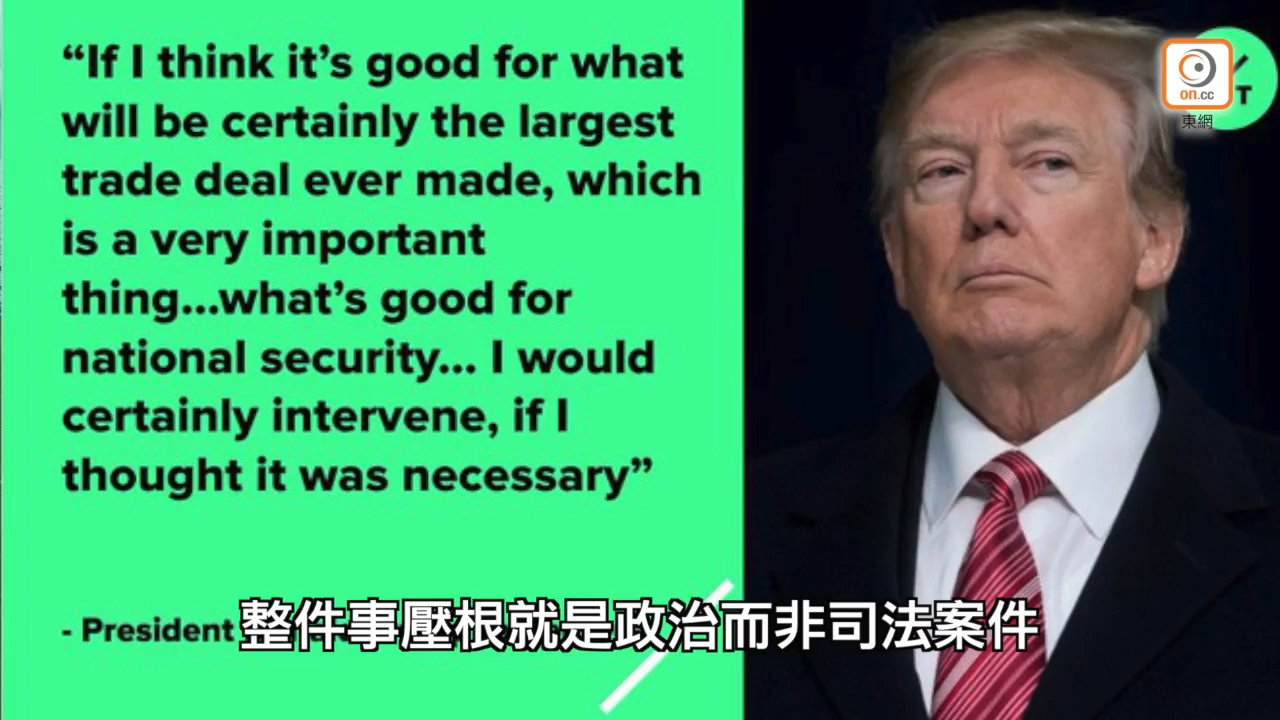 “If I think it’s good for what
will be certainly the largest
trade deal ever made, which
is a very important
thing...what’s good for
national security... I would
certainly intervene, if I
thought it was necessary”
- President
整件事壓根就是政治而非司法案件
on.cc
東網
T